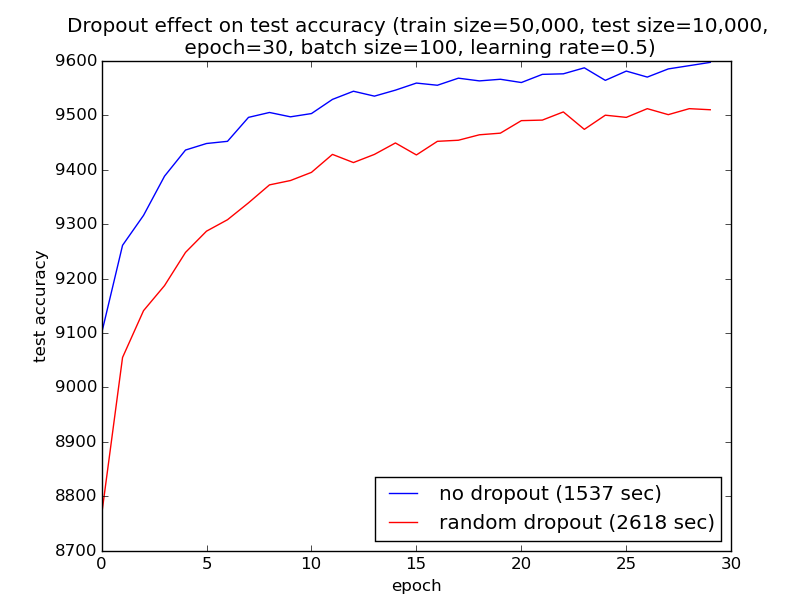 Dropout effect on test accuracy (train size=50,000, test size=10,000,
epoch=30, batch size=100, learning rate=0.5)
9600
9500
9400
9300
9200
9100
9000
8900
8800
8700
test accuracy
no dropout (1537 sec)
random dropout (2618 sec)
0 5 10 15 20 25 30
epoch